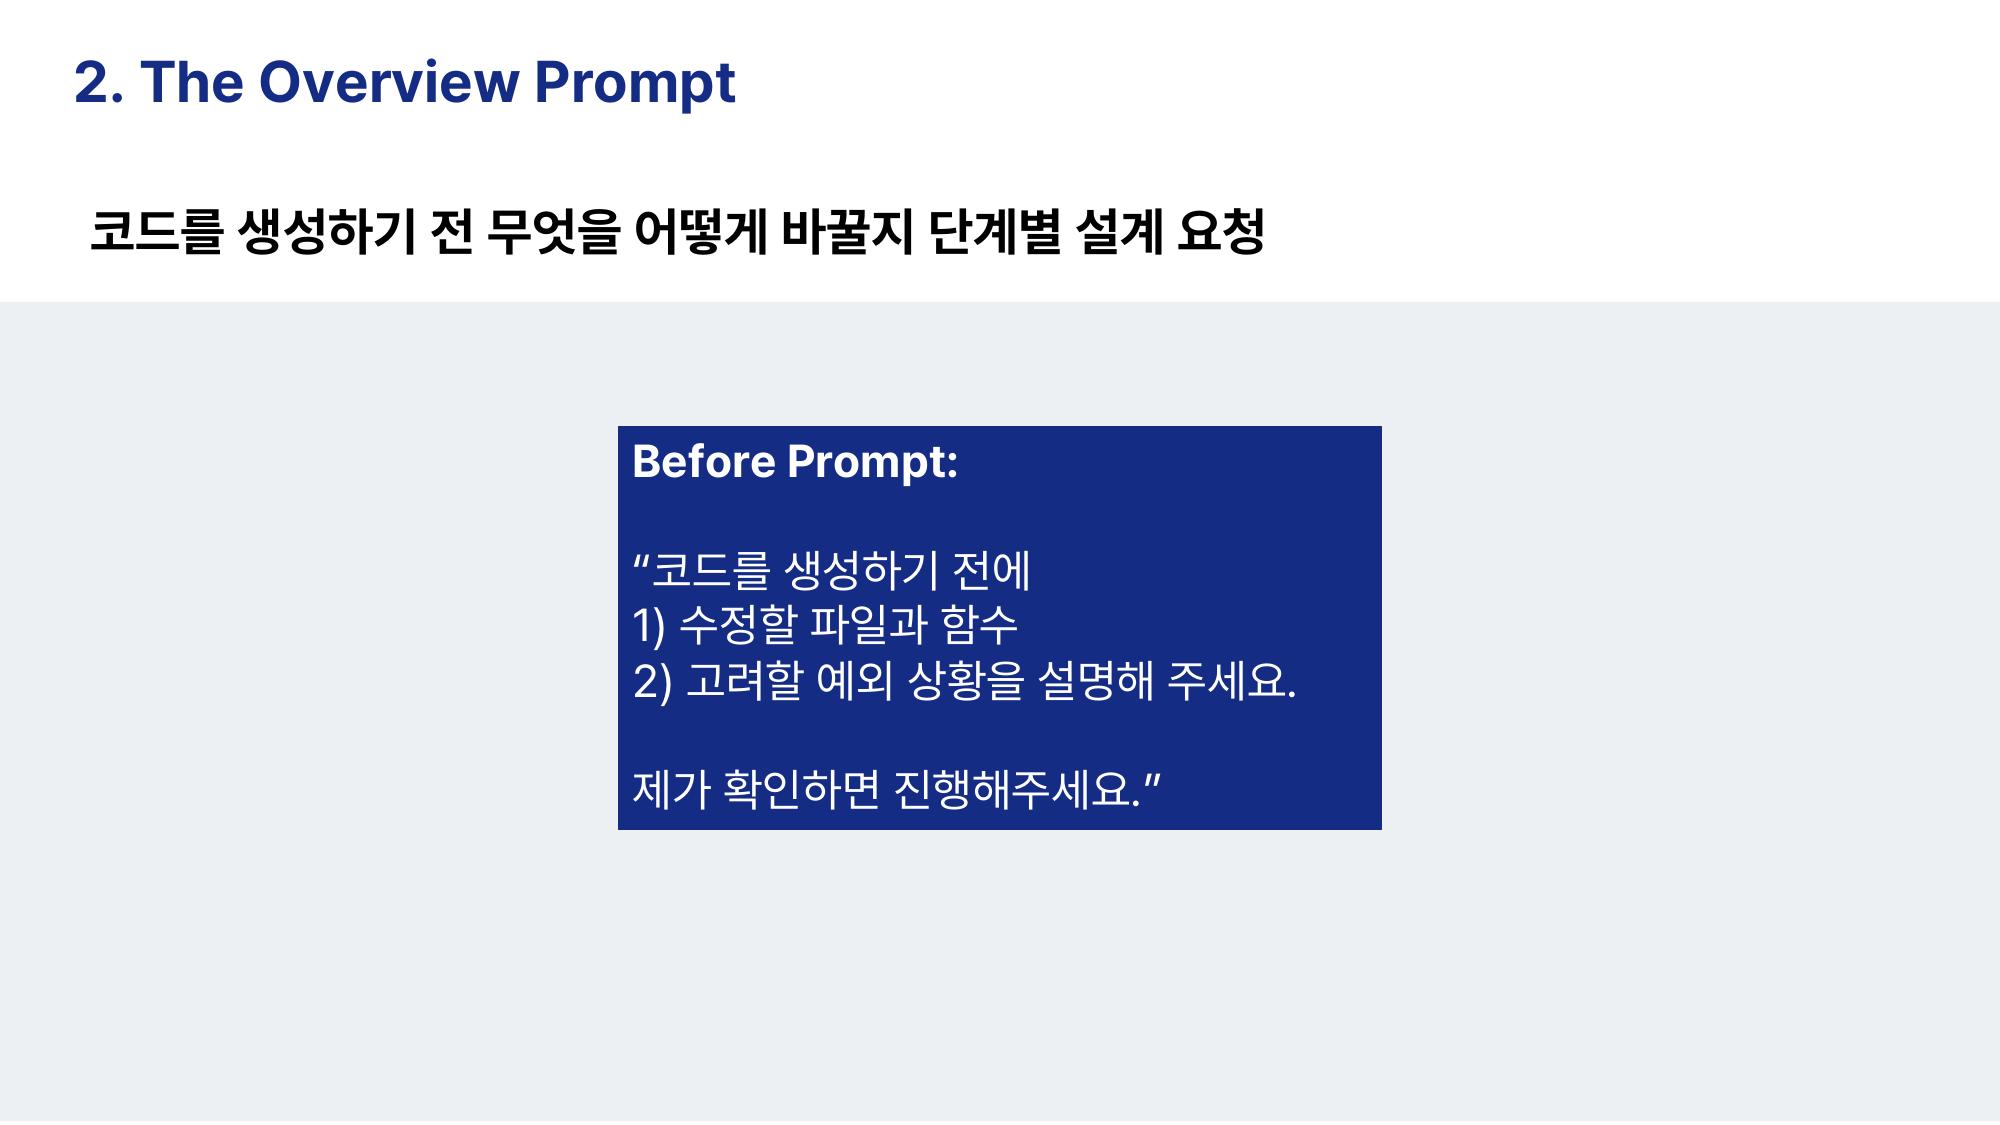 2. The Overview Prompt
코드를 생성하기 전 무엇을 어떻게 바꿀지 단계별 설계 요청
Before Prompt:
“코드를 생성하기 전에
1) 수정할 파일과 함수
2) 고려할 예외 상황을 설명해 주세요.
제가 확인하면 진행해주세요.”